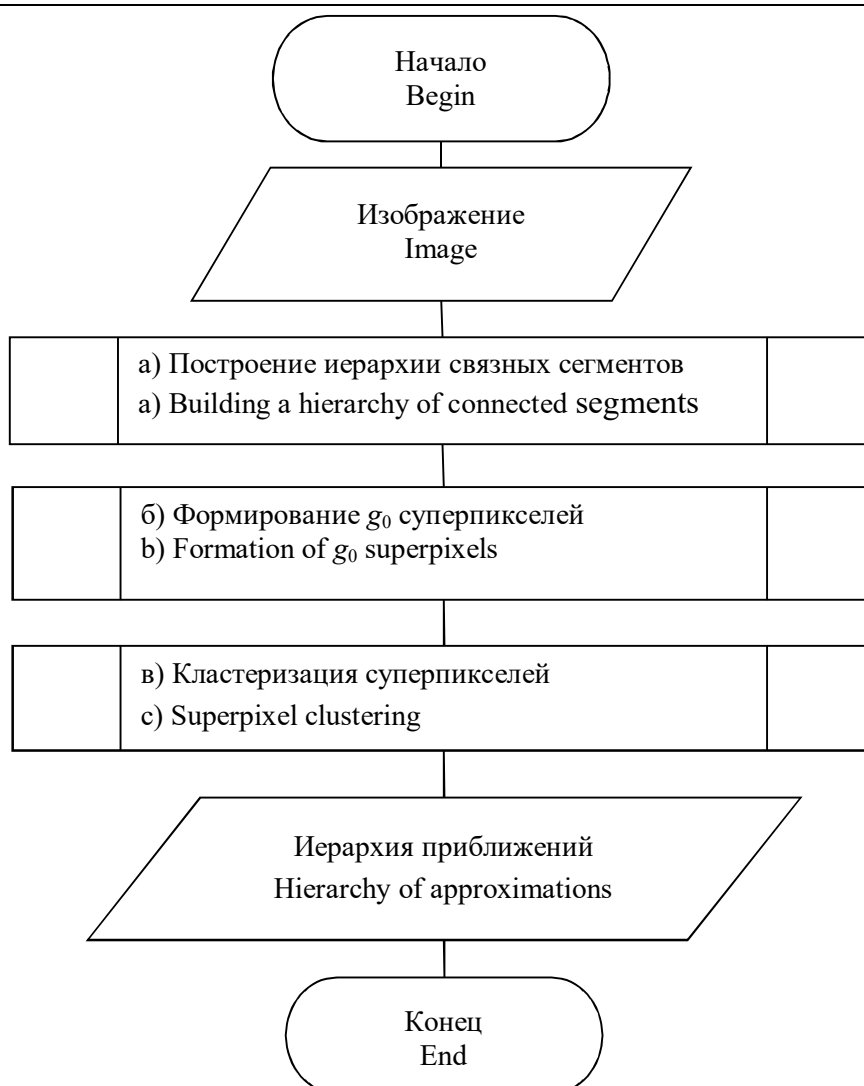 Начало
Begin
Изображение
Image
а) Построение иерархии связных сегментов
a) Building a hierarchy of connected segments
б) Формирование g0 суперпикселей
b) Formation of g0 superpixels
в) Кластеризация суперпикселей
c) Superpixel clustering
Иерархия приближений
Hierarchy of approximations
Конец
End